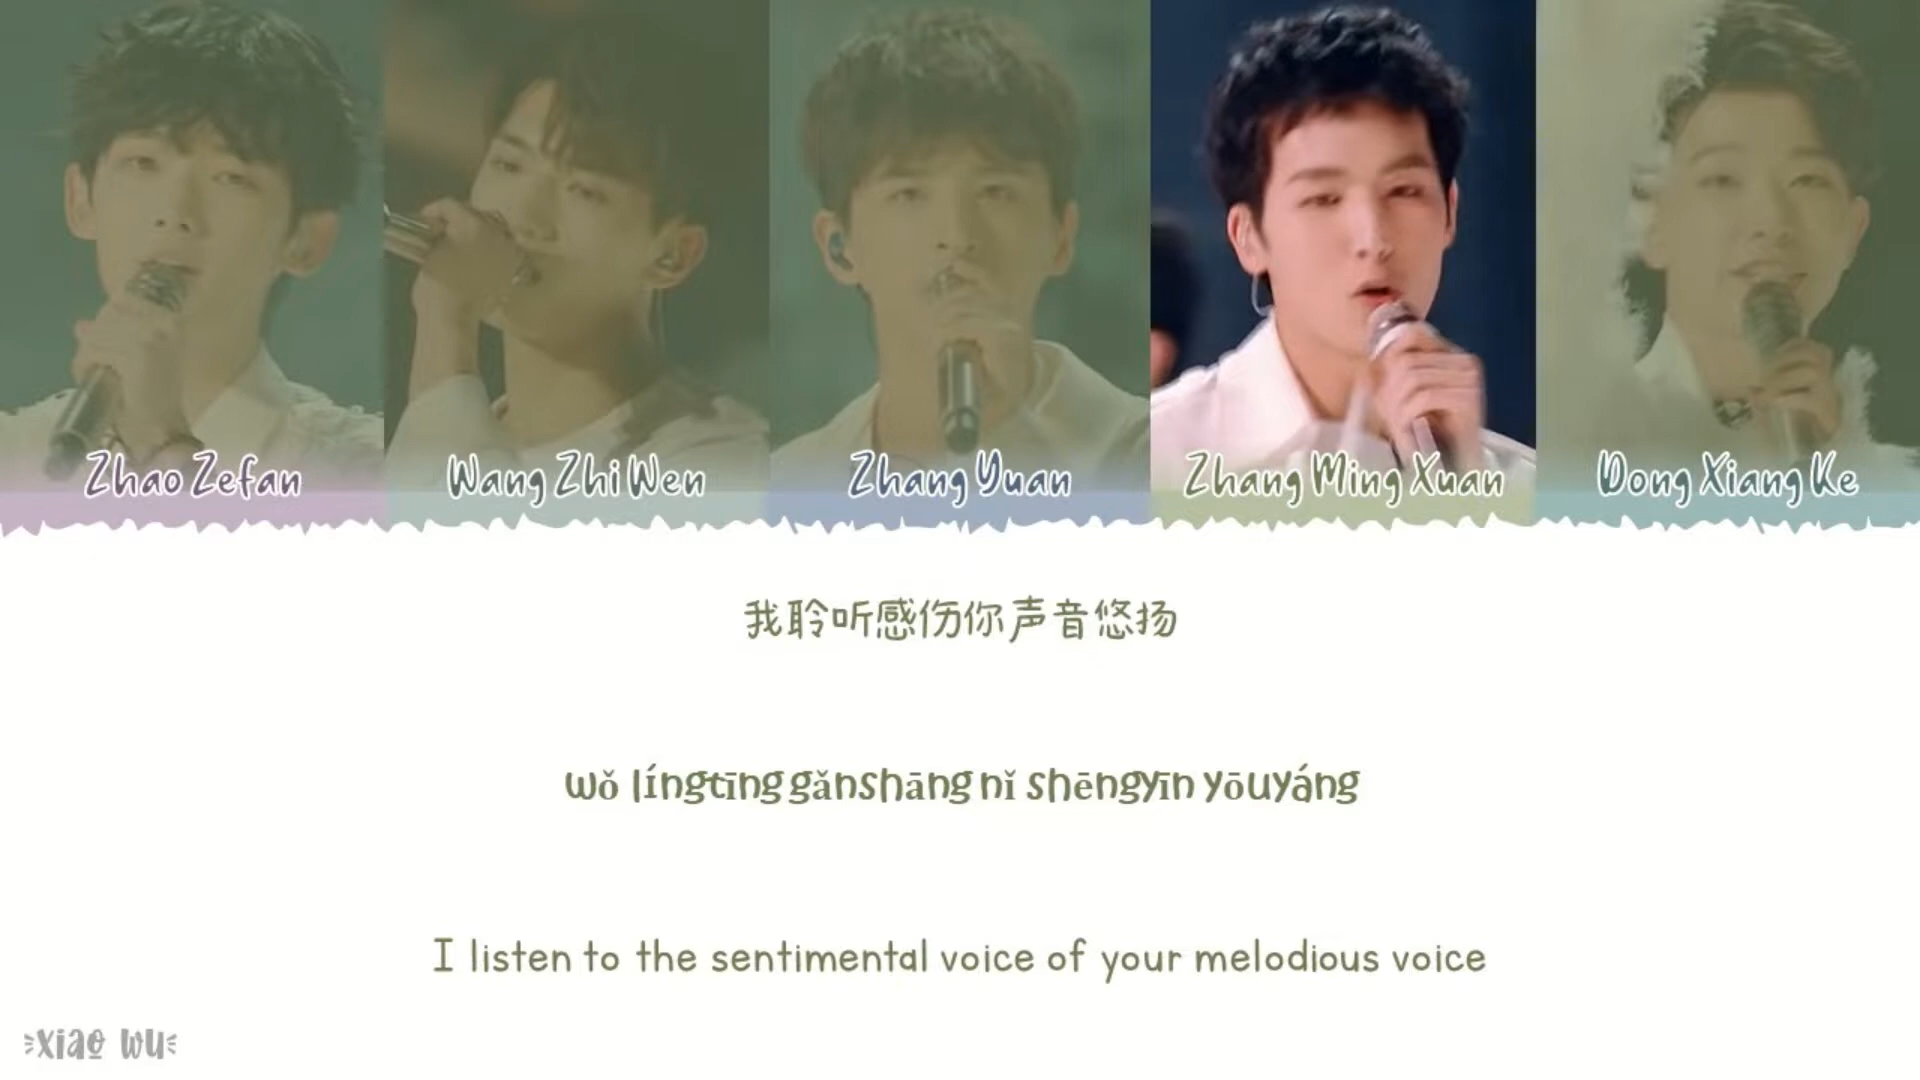 Zhao Zefan
Wang Zhi Wen
Zhang Yuan
Zhang Ming Xuan
Dong Xiang Ke
我聆听感伤你声音悠扬
wǒ língtīng gǎnshāng nǐ shēngyīn yōuyáng
I listen to the sentimental voice of your melodious voice
xiao wu